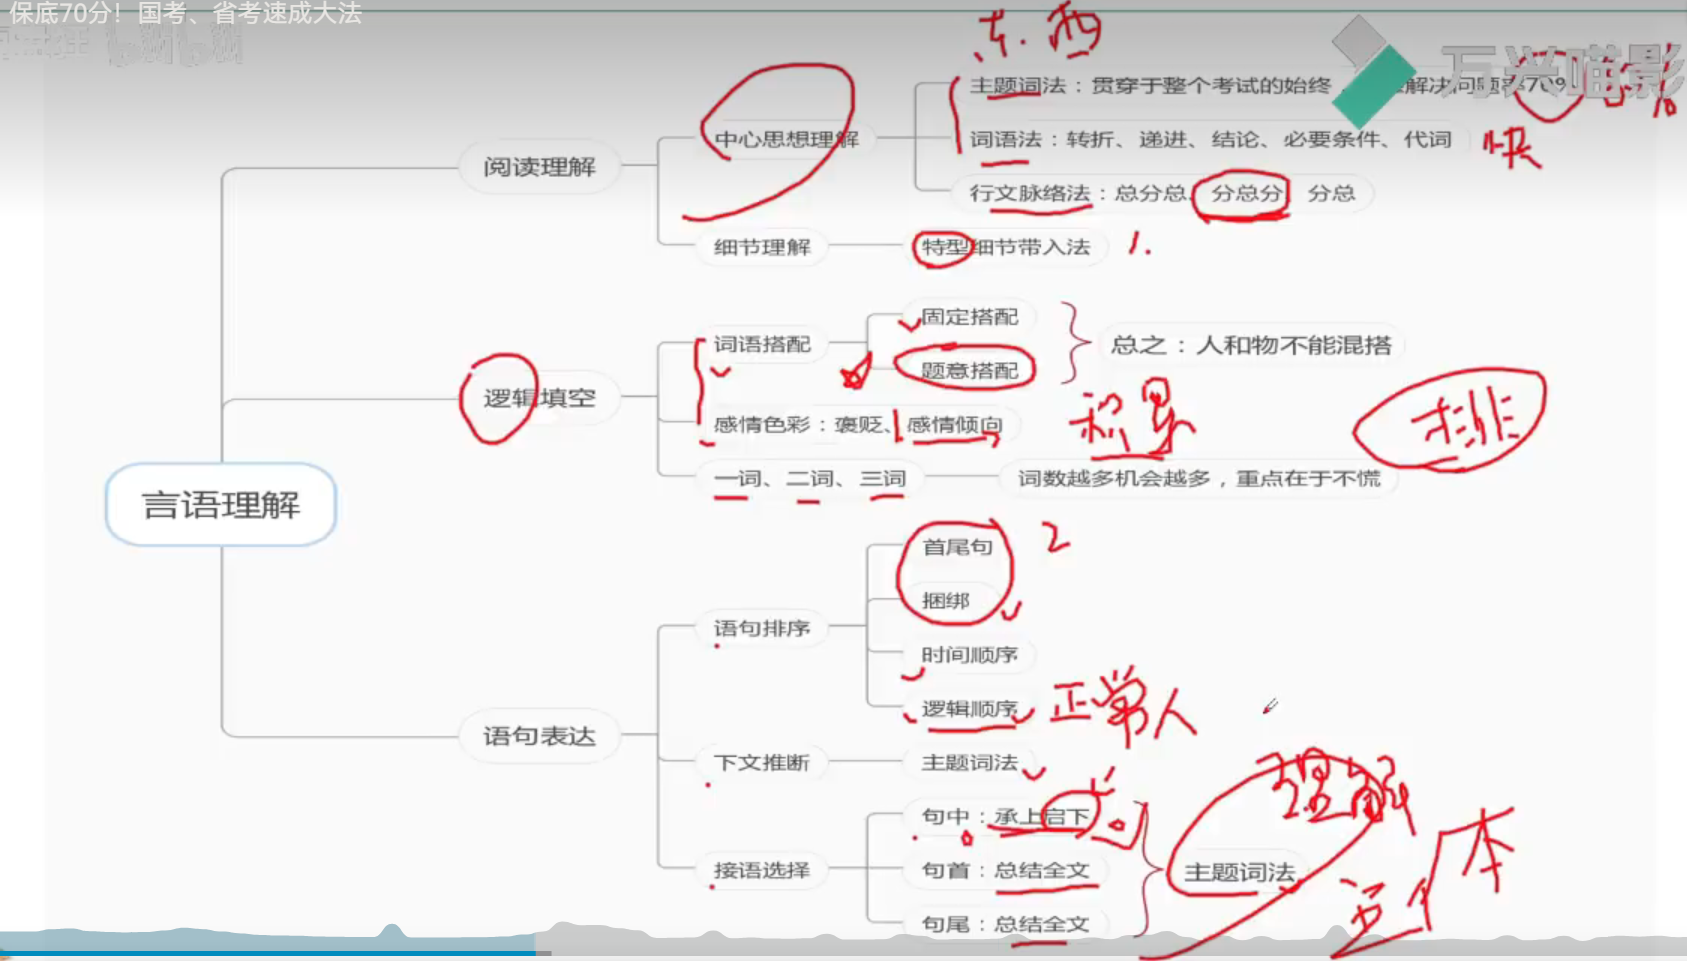 保底70分！国考、省考速成大法
万兴喵影
东.西
主题词法：贯穿于整个考试的始终
解决问题率70%
中心思想理解
词语法：转折、递进、结论、必要条件、代词
快
阅读理解
行文脉络法：总分总、分总分 分总
细节理解
特型细节带入法
1.
固定搭配
词语搭配
总之：人和物不能混搭
题意搭配
逻辑填空
感情色彩：褒贬、感情倾向
积累
排
一词、二词、三词
词数越多机会越多，重点在于不慌
言语理解
首尾句
2
捆绑
语句排序
时间顺序
逻辑顺序
正常人
语句表达
下文推断
主题词法
理解
句中：承上启下
本
接语选择
句首：总结全文
主题词法
句尾：总结全文